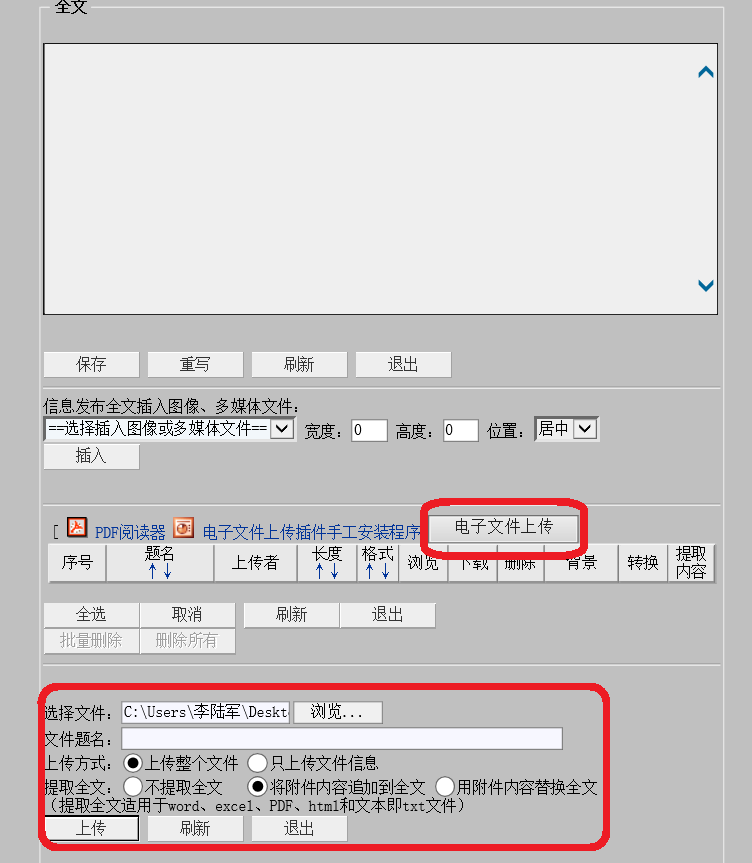 全文
保存 重写 刷新 退出
信息发布全文插入图像、多媒体文件：
==选择插入图像或多媒体文件== 宽度: 0 高度: 0 位置: 居中
插入
[ PDF阅读器 电子文件上传插件手工安装程序 电子文件上传
序号 题名 ↑↓ 上传者 长度 ↑↓ 格式 ↑↓ 浏览 下载 删除 背景 转换 提取内容
全选 取消 刷新 退出
批量删除 删除所有
选择文件: C:\Users\李陆军\Deskt 浏览...
文件题名:
上传方式: 上传整个文件 只上传文件信息
提取全文: 不提取全文 将附件内容追加到全文 用附件内容替换全文
（提取全文适用于word、excel、PDF、html和文本即txt文件）
上传 刷新 退出